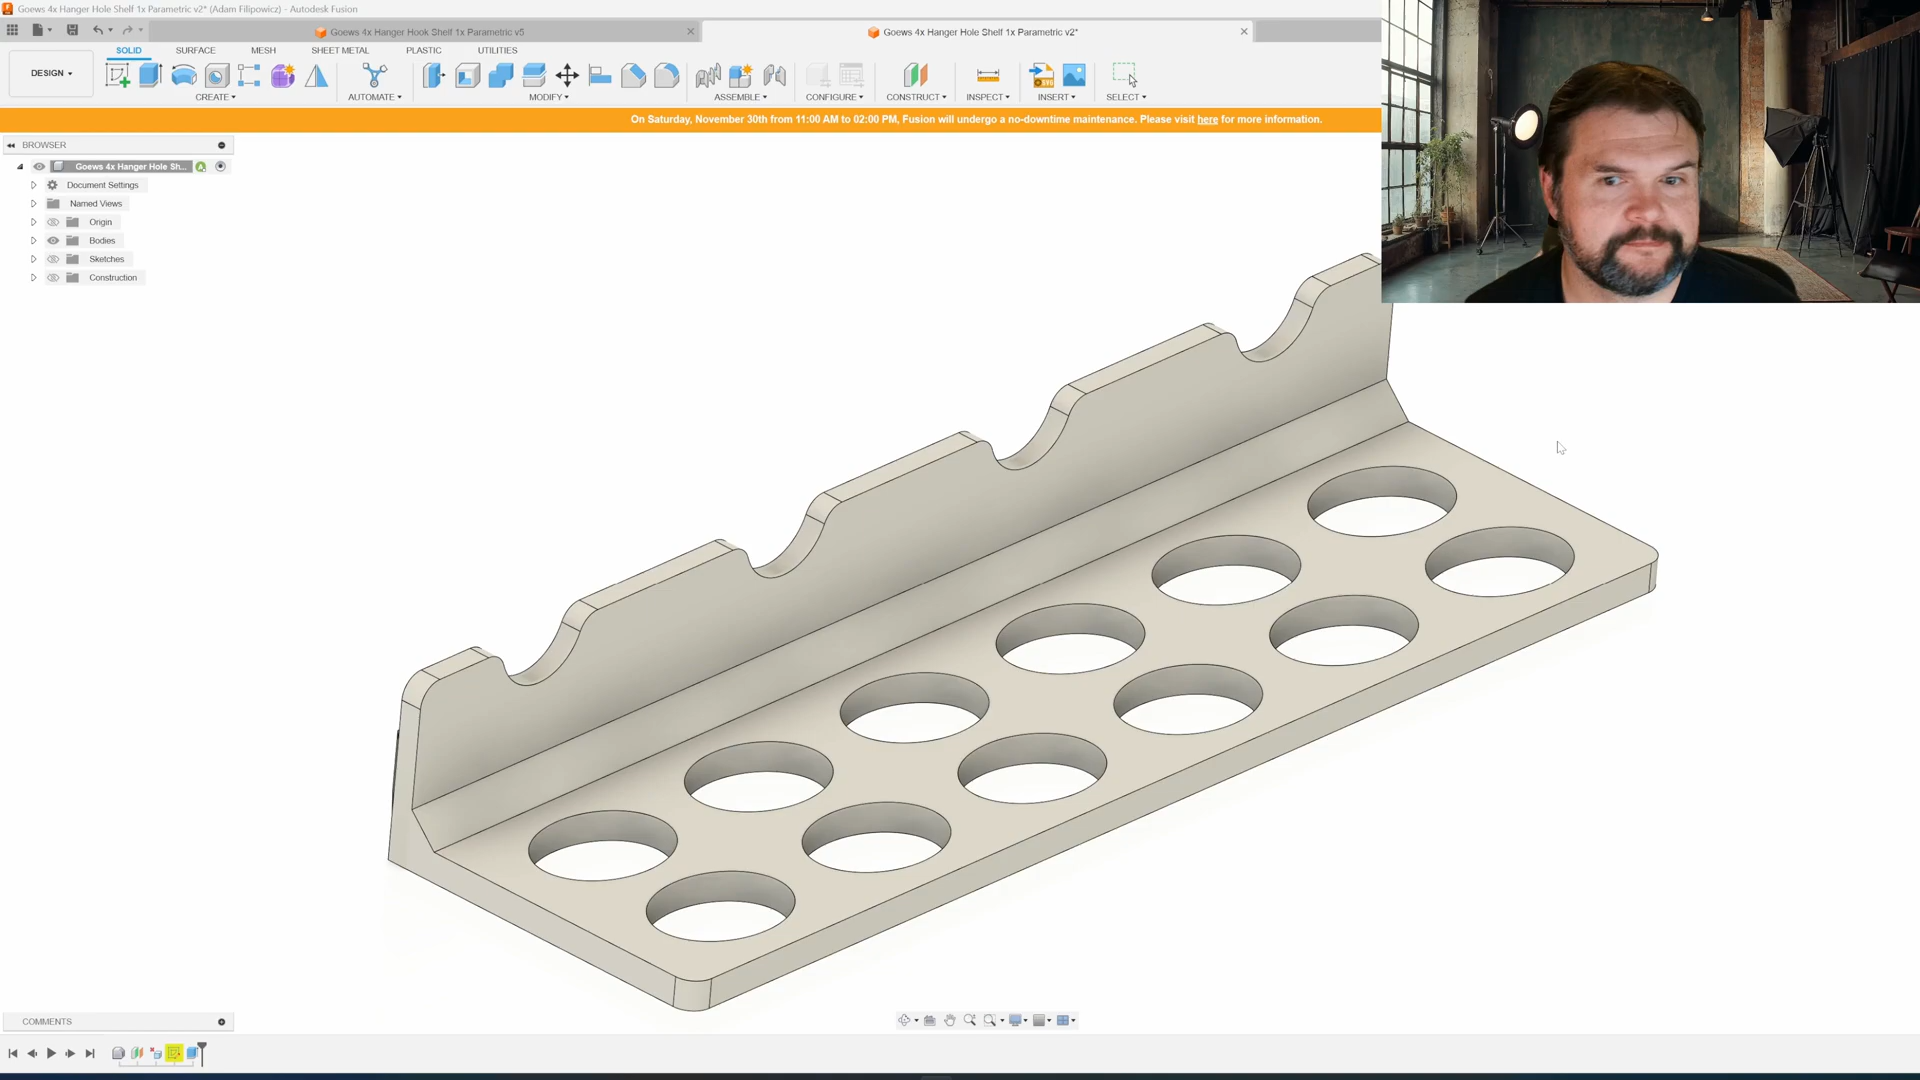 Goews 4x Hanger Hole Shelf 1x Parametric v2* (Adam Filipowicz) - Autodesk Fusion
Goews 4x Hanger Hook Shelf 1x Parametric v5
Goews 4x Hanger Hole Shelf 1x Parametric v2*
DESIGN
SOLID SURFACE MESH SHEET METAL PLASTIC UTILITIES
CREATE AUTOMATE MODIFY ASSEMBLE CONFIGURE CONSTRUCT INSPECT INSERT SELECT
On Saturday, November 30th from 11:00 AM to 02:00 PM, Fusion will undergo a no-downtime maintenance. Please visit here for more information.
BROWSER
Goews 4x Hanger Hole Sh...
Document Settings
Named Views
Origin
Bodies
Sketches
Construction
COMMENTS